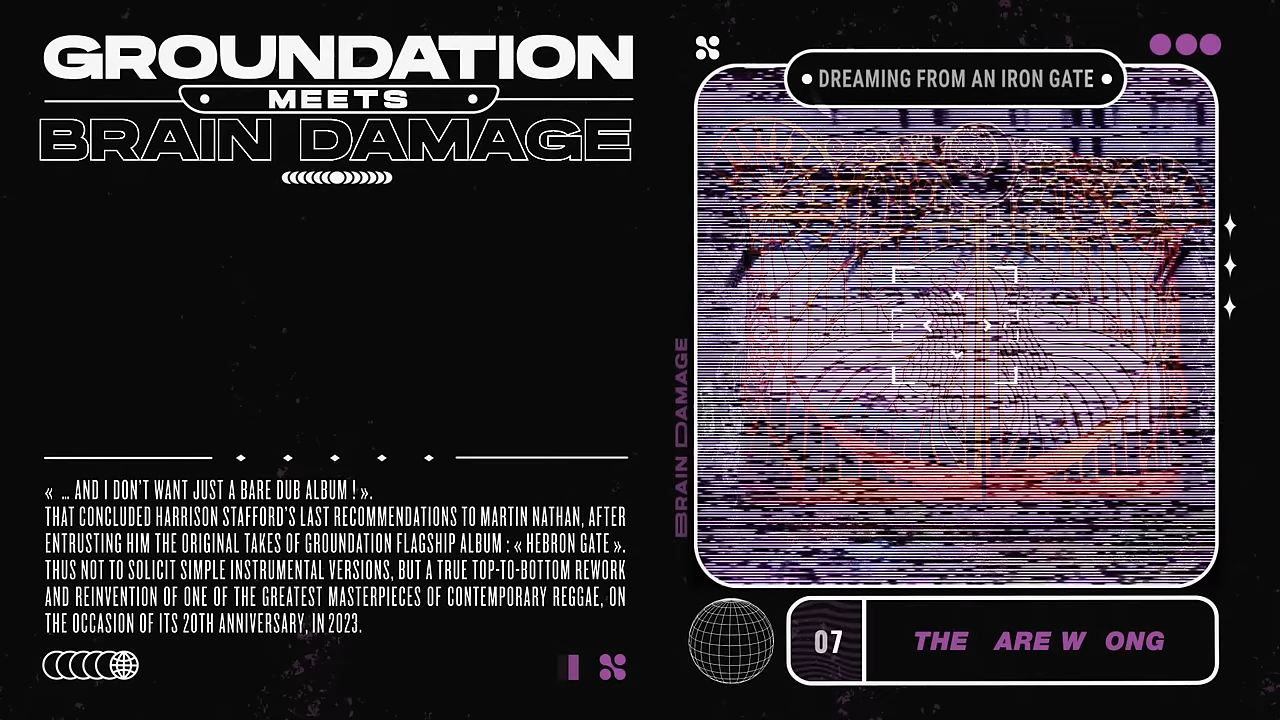 GROUNDATION
MEETS
BRAIN DAMAGE
« ... AND I DON'T WANT JUST A BARE DUB ALBUM ! ».
THAT CONCLUDED HARRISON STAFFORD'S LAST RECOMMENDATIONS TO MARTIN NATHAN, AFTER
ENTRUSTING HIM THE ORIGINAL TAKES OF GROUNDATION FLAGSHIP ALBUM : « HEBRON GATE ».
THUS NOT TO SOLICIT SIMPLE INSTRUMENTAL VERSIONS, BUT A TRUE TOP-TO-BOTTOM REWORK
AND REINVENTION OF ONE OF THE GREATEST MASTERPIECES OF CONTEMPORARY REGGAE, ON
THE OCCASION OF ITS 20TH ANNIVERSARY, IN 2023.
DREAMING FROM AN IRON GATE
BRAIN DAMAGE
07
THE ARE W ONG